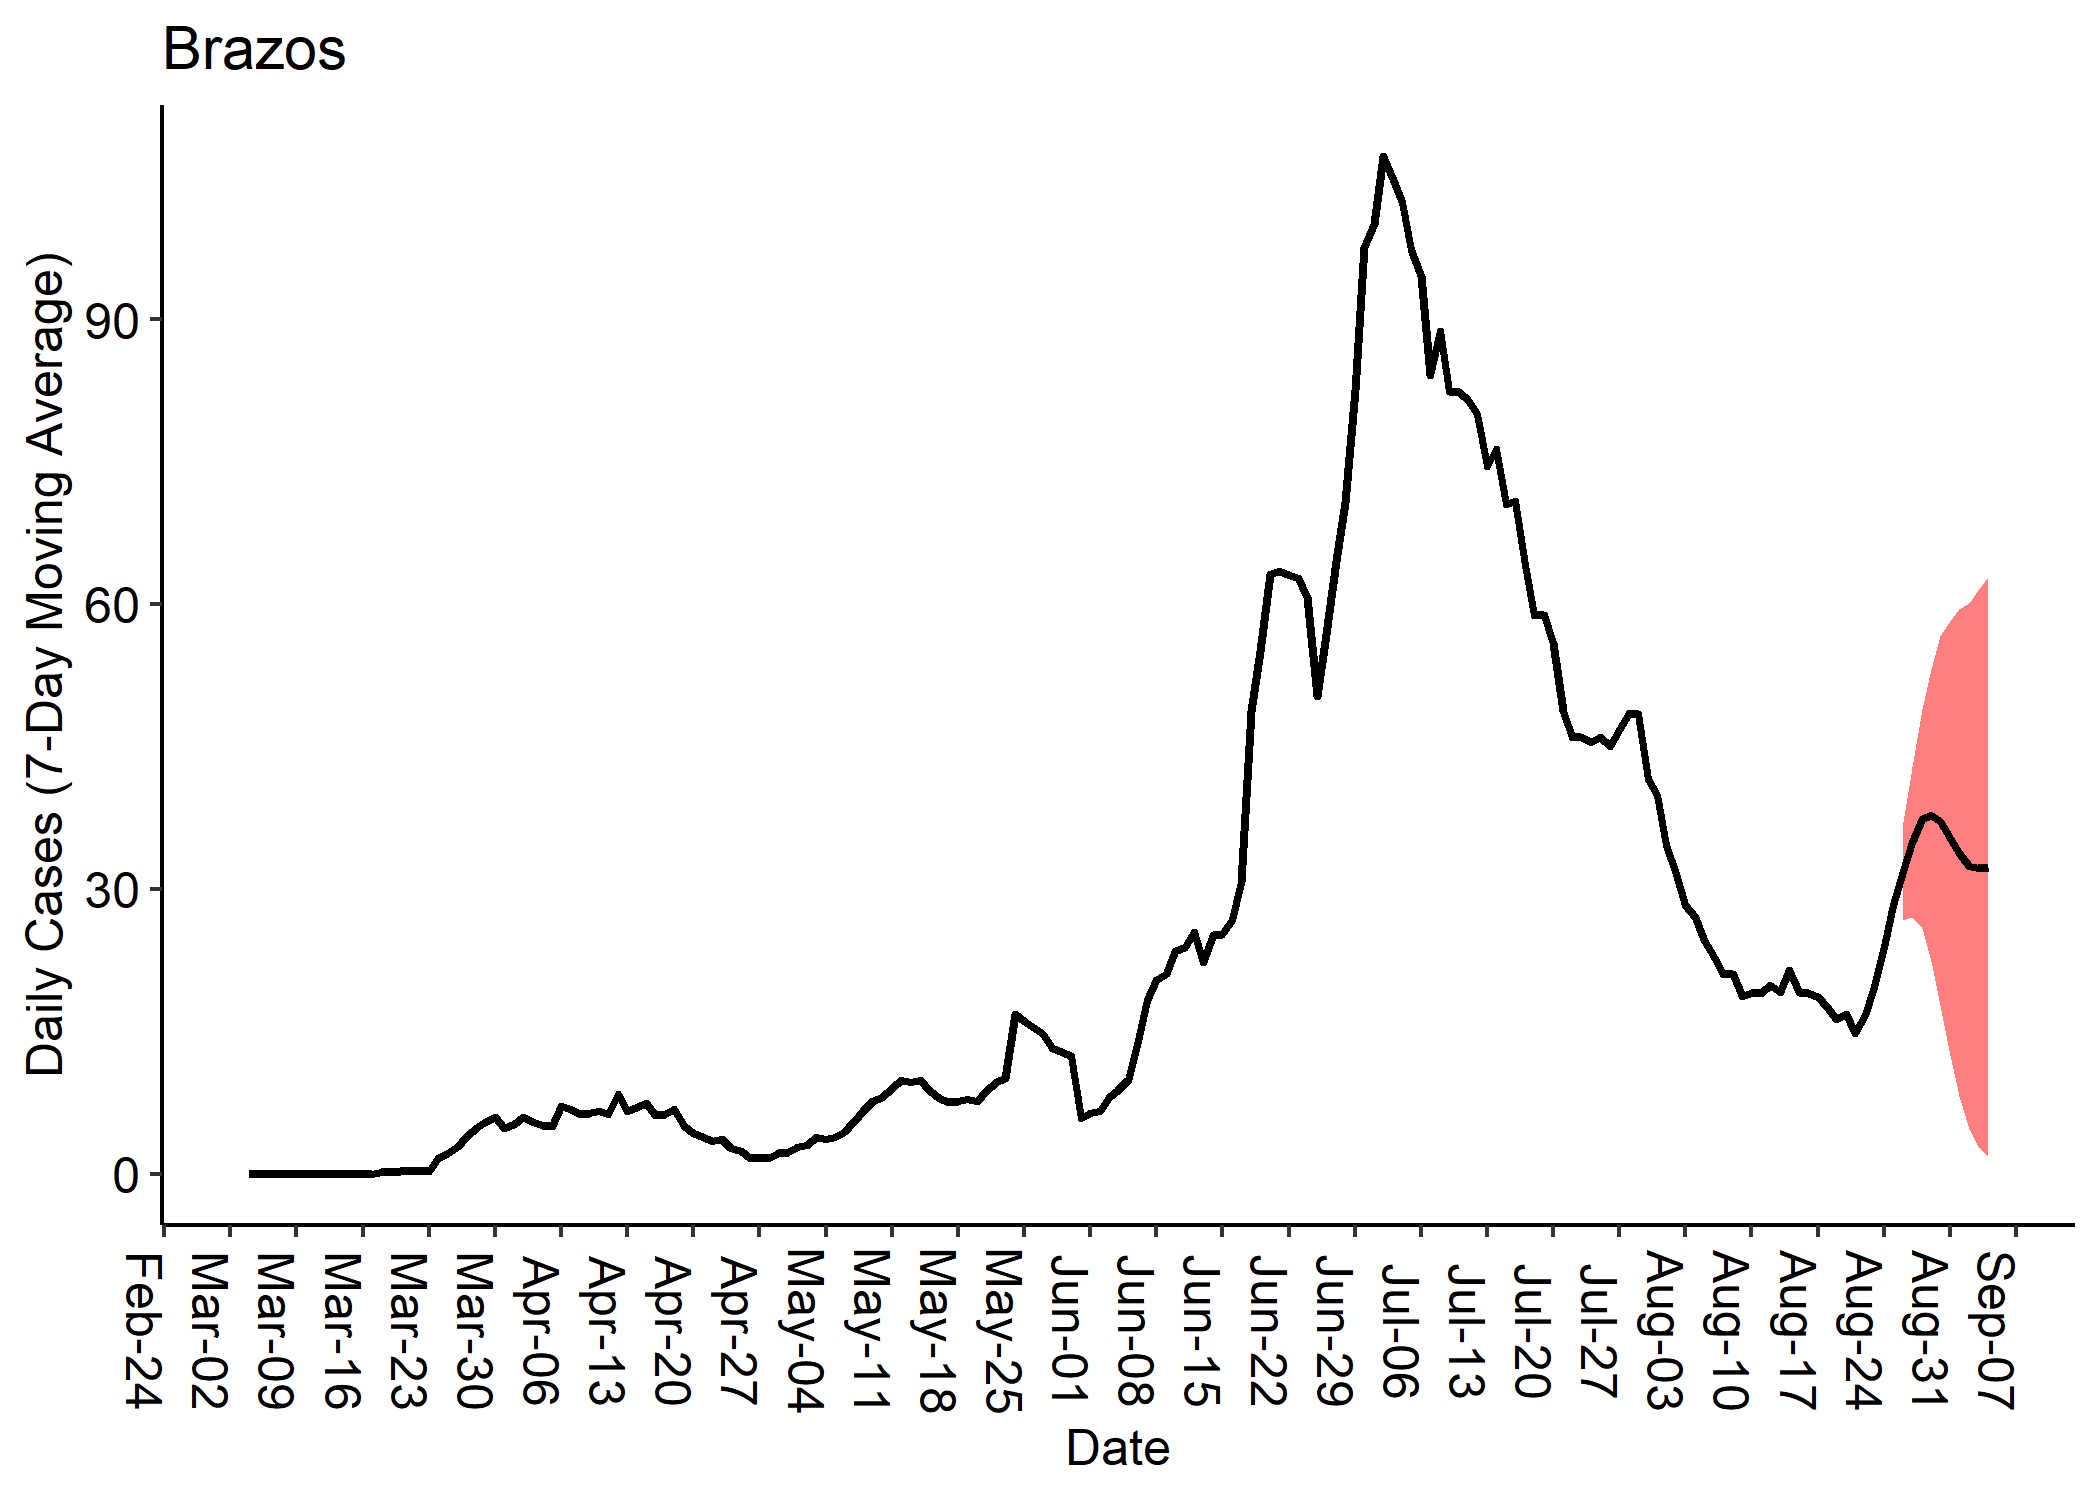 Brazos
Daily Cases (7-Day Moving Average)
90
60
30
0
Feb-24
Mar-02
Mar-09
Mar-16
Mar-23
Mar-30
Apr-06
Apr-13
Apr-20
Apr-27
May-04
May-11
May-18
May-25
Jun-01
Jun-08
Jun-15
Jun-22
Jun-29
Jul-06
Jul-13
Jul-20
Jul-27
Aug-03
Aug-10
Aug-17
Aug-24
Aug-31
Sep-07
Date